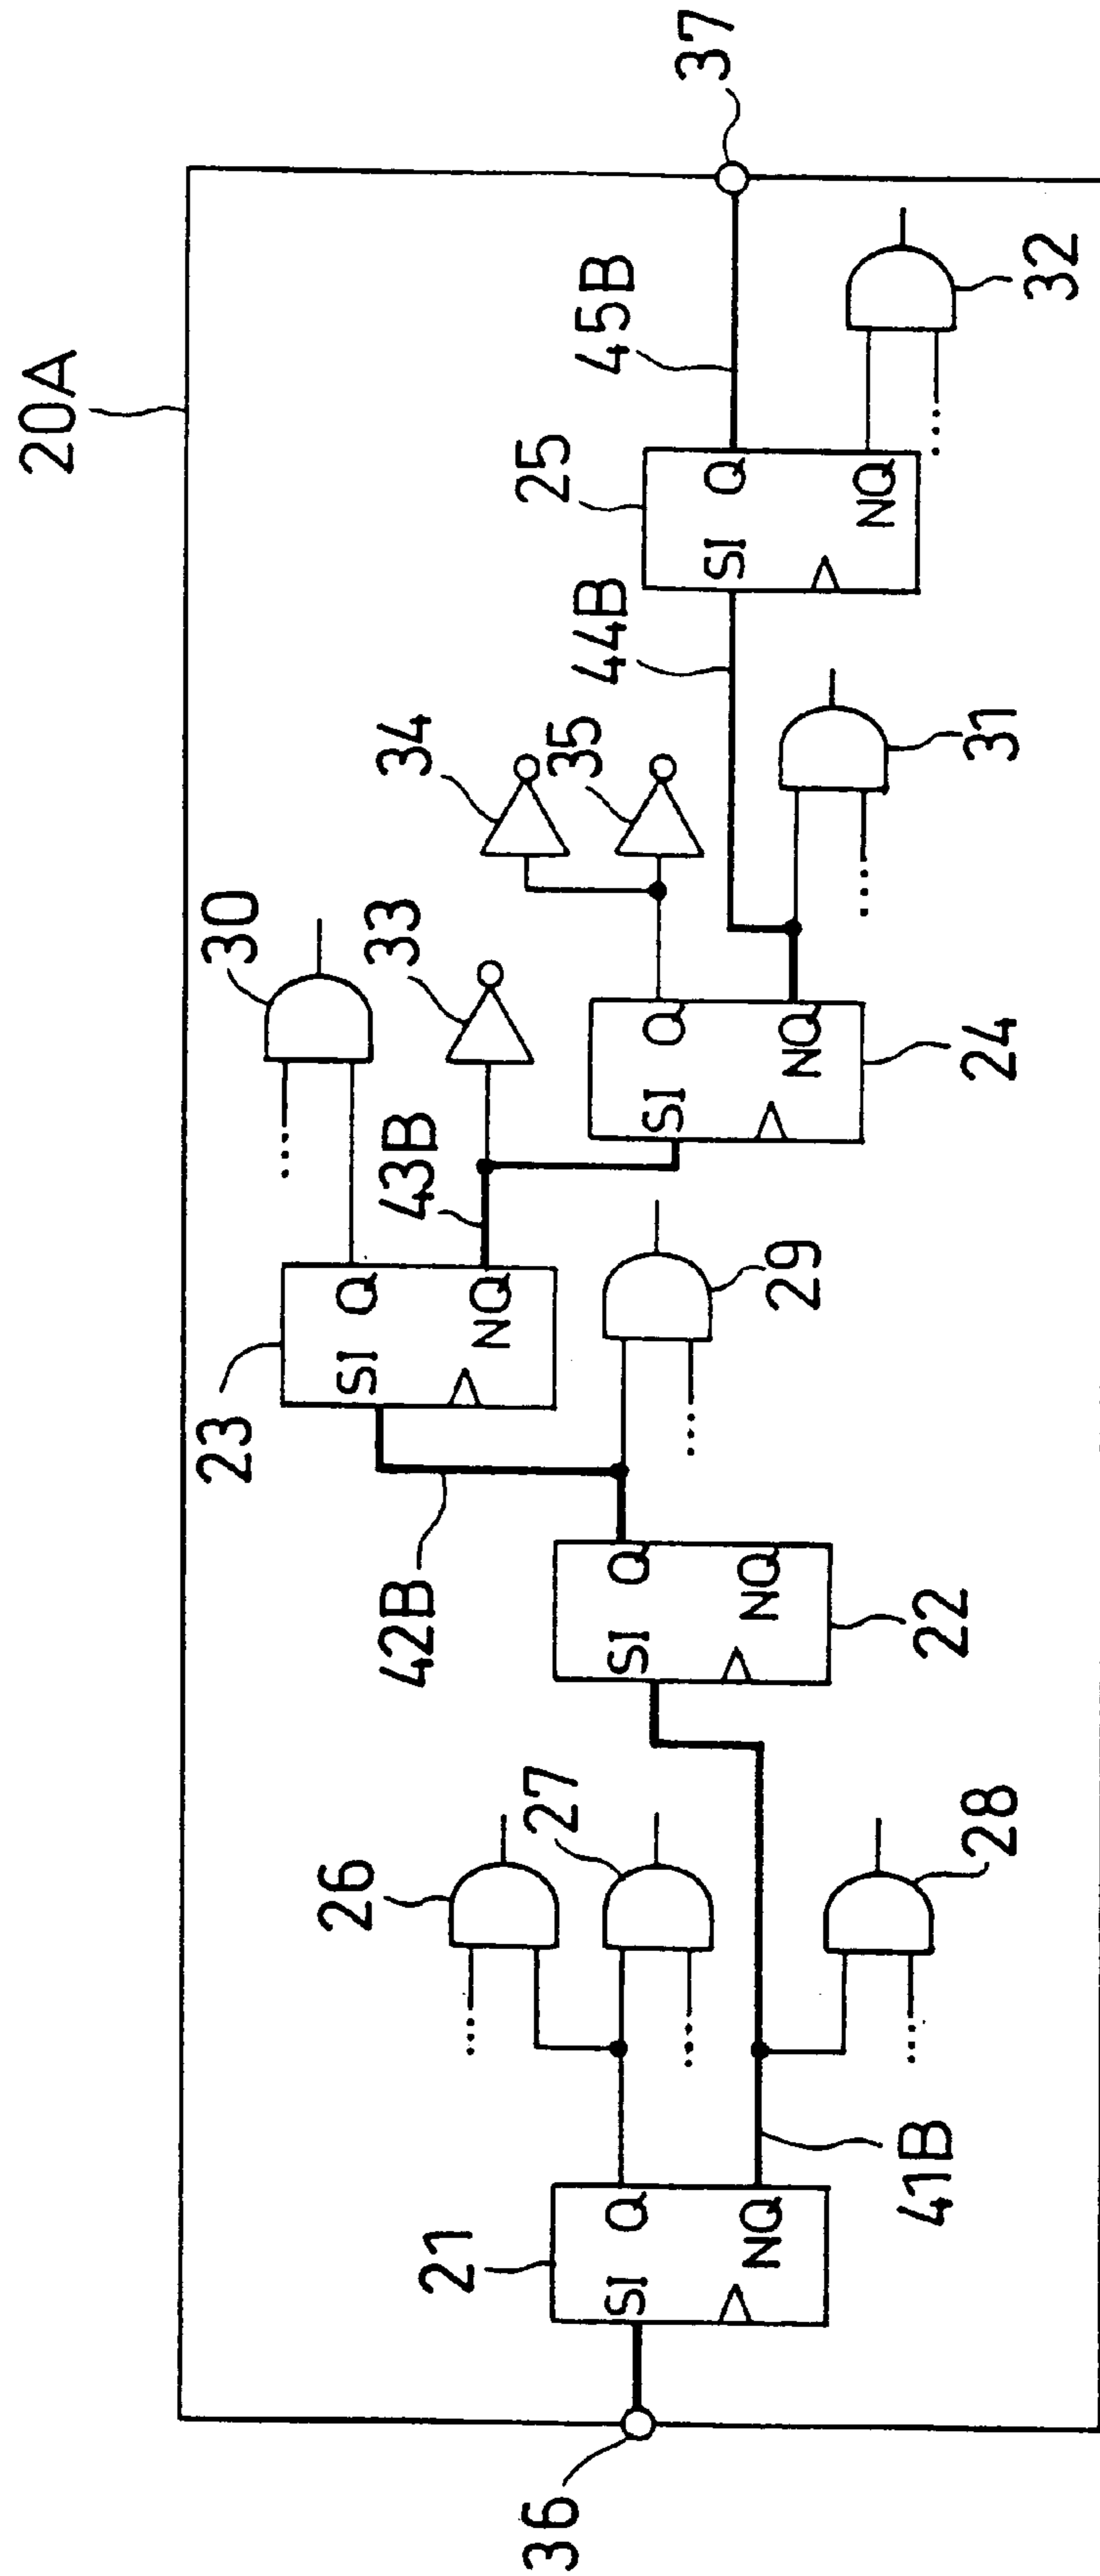 20A
36
21
SI
Q
NQ
41B
26
....
27
....
28
....
22
SI
Q
NQ
42B
29
....
23
SI
Q
NQ
43B
30
....
33
24
SI
Q
NQ
34
35
44B
31
....
25
SI
Q
NQ
45B
32
....
37